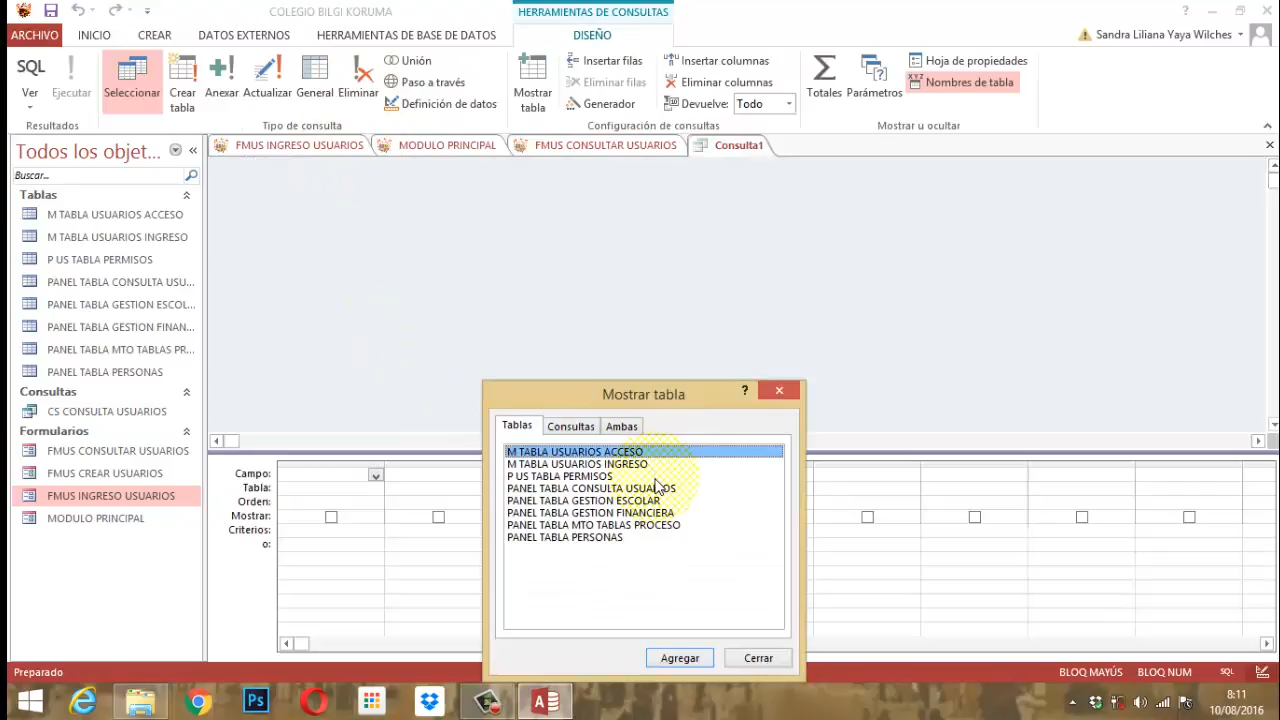 COLEGIO BILGI KORUMA
HERRAMIENTAS DE CONSULTAS
?
ARCHIVO
INICIO
CREAR
DATOS EXTERNOS
HERRAMIENTAS DE BASE DE DATOS
DISEÑO
Sandra Liliana Yaya Wilches
SQL
Ver
Ejecutar
Resultados
Seleccionar
Crear
tabla
Anexar
Actualizar
General
Eliminar
Unión
Paso a través
Definición de datos
Tipo de consulta
Mostrar
tabla
Insertar filas
Eliminar filas
Generador
Insertar columnas
Eliminar columnas
Devuelve:
Todo
Configuración de consultas
Totales
Parámetros
Hoja de propiedades
Nombres de tabla
Mostrar u ocultar
Todos los objet...
Buscar...
Tablas
M TABLA USUARIOS ACCESO
M TABLA USUARIOS INGRESO
P US TABLA PERMISOS
PANEL TABLA CONSULTA USU...
PANEL TABLA GESTION ESCOL...
PANEL TABLA GESTION FINAN...
PANEL TABLA MTO TABLAS PR...
PANEL TABLA PERSONAS
Consultas
CS CONSULTA USUARIOS
Formularios
FMUS CONSULTAR USUARIOS
FMUS CREAR USUARIOS
FMUS INGRESO USUARIOS
MODULO PRINCIPAL
FMUS INGRESO USUARIOS
MODULO PRINCIPAL
FMUS CONSULTAR USUARIOS
Consulta1
Mostrar tabla
?
Tablas
Consultas
Ambas
M TABLA USUARIOS ACCESO
M TABLA USUARIOS INGRESO
P US TABLA PERMISOS
PANEL TABLA CONSULTA USUARIOS
PANEL TABLA GESTION ESCOLAR
PANEL TABLA GESTION FINANCIERA
PANEL TABLA MTO TABLAS PROCESO
PANEL TABLA PERSONAS
Agregar
Cerrar
Campo:
Tabla:
Orden:
Mostrar:
Criterios:
o:
Preparado
BLOQ MAYÚS
BLOQ NUM
SQL
Ps
8:11
10/08/2016